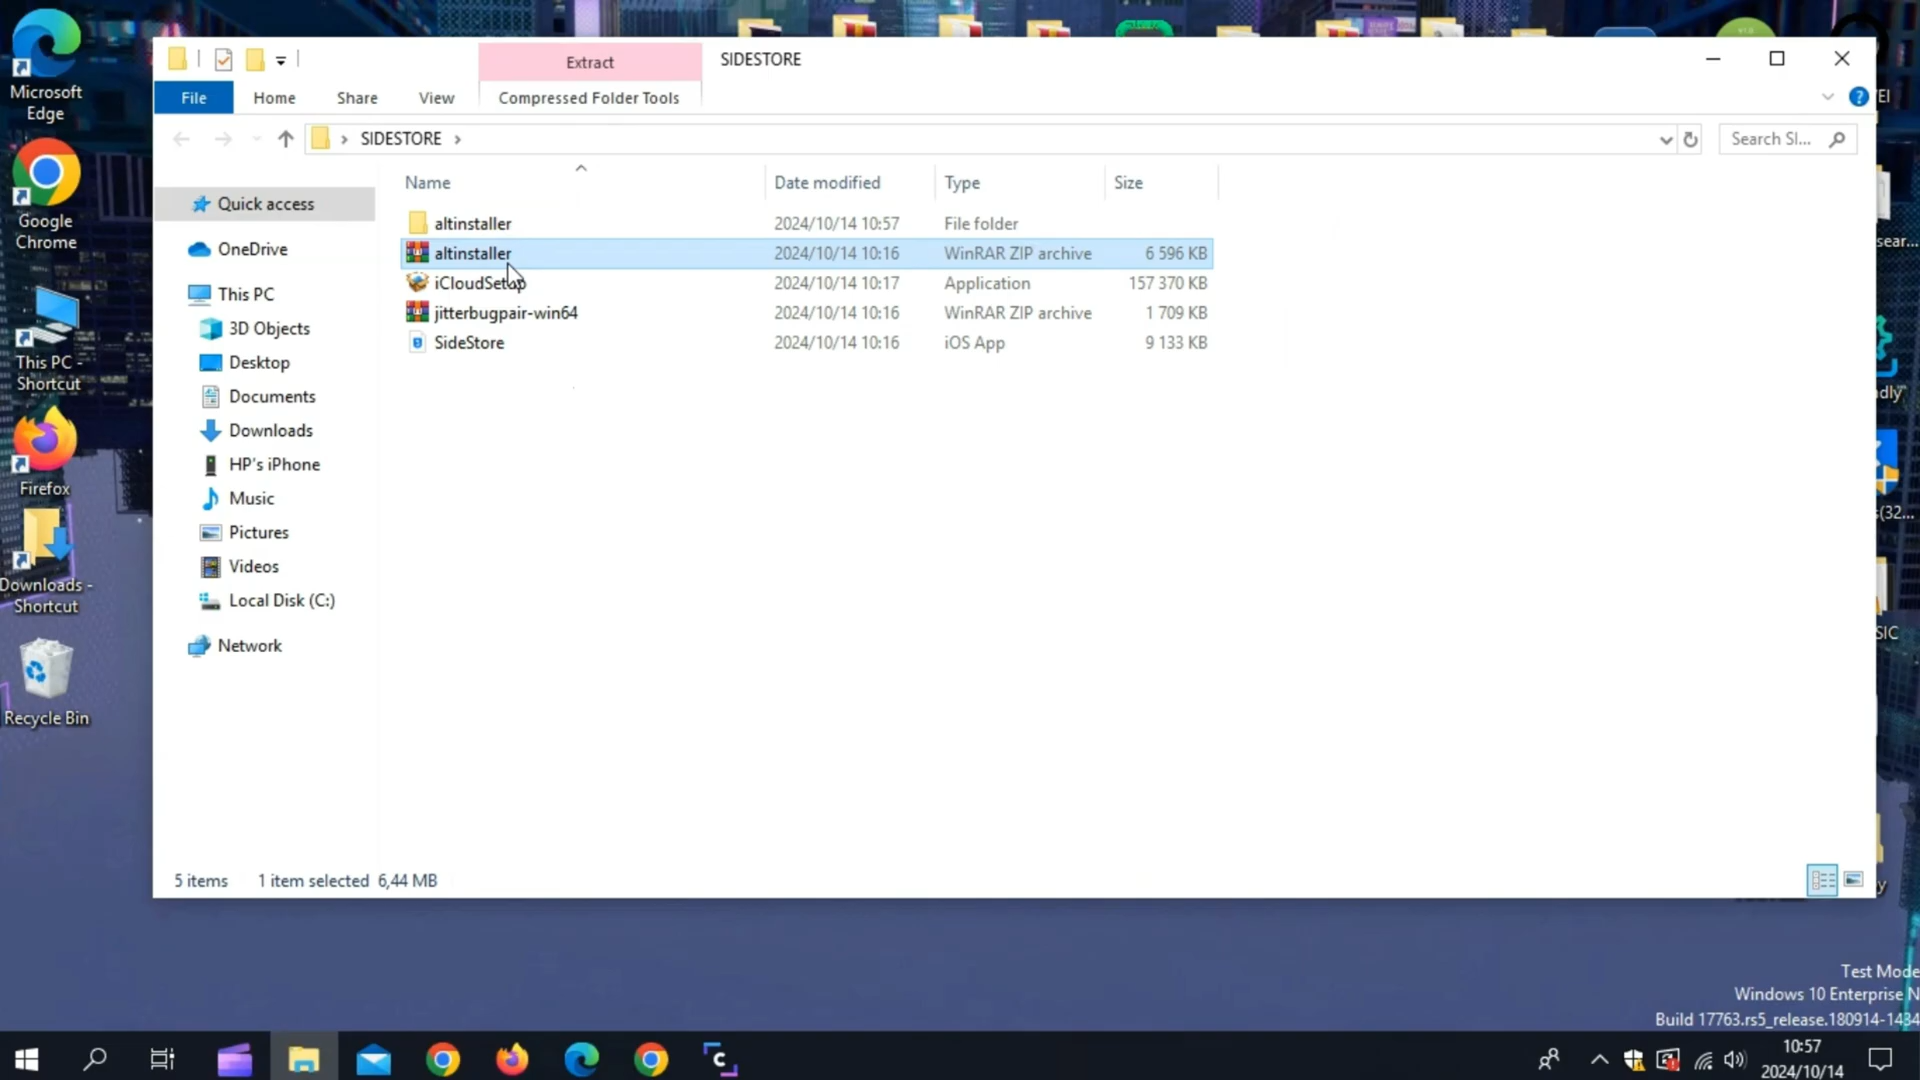 Microsoft
Edge
Google
Chrome
This PC -
Shortcut
Firefox
Downloads -
Shortcut
Recycle Bin
Extract
SIDESTORE
File
Home
Share
View
Compressed Folder Tools
SIDESTORE
Search SI...
Name
Date modified
Type
Size
altinstaller
2024/10/14 10:57
File folder
altinstaller
2024/10/14 10:16
WinRAR ZIP archive
6 596 KB
iCloudSetup
2024/10/14 10:17
Application
157 370 KB
jitterbugpair-win64
2024/10/14 10:16
WinRAR ZIP archive
1 709 KB
SideStore
2024/10/14 10:16
iOS App
9 133 KB
Quick access
OneDrive
This PC
3D Objects
Desktop
Documents
Downloads
HP's iPhone
Music
Pictures
Videos
Local Disk (C:)
Network
5 items
1 item selected 6,44 MB
Test Mode
Windows 10 Enterprise N
Build 17763.rs5_release.180914-1434
10:57
2024/10/14